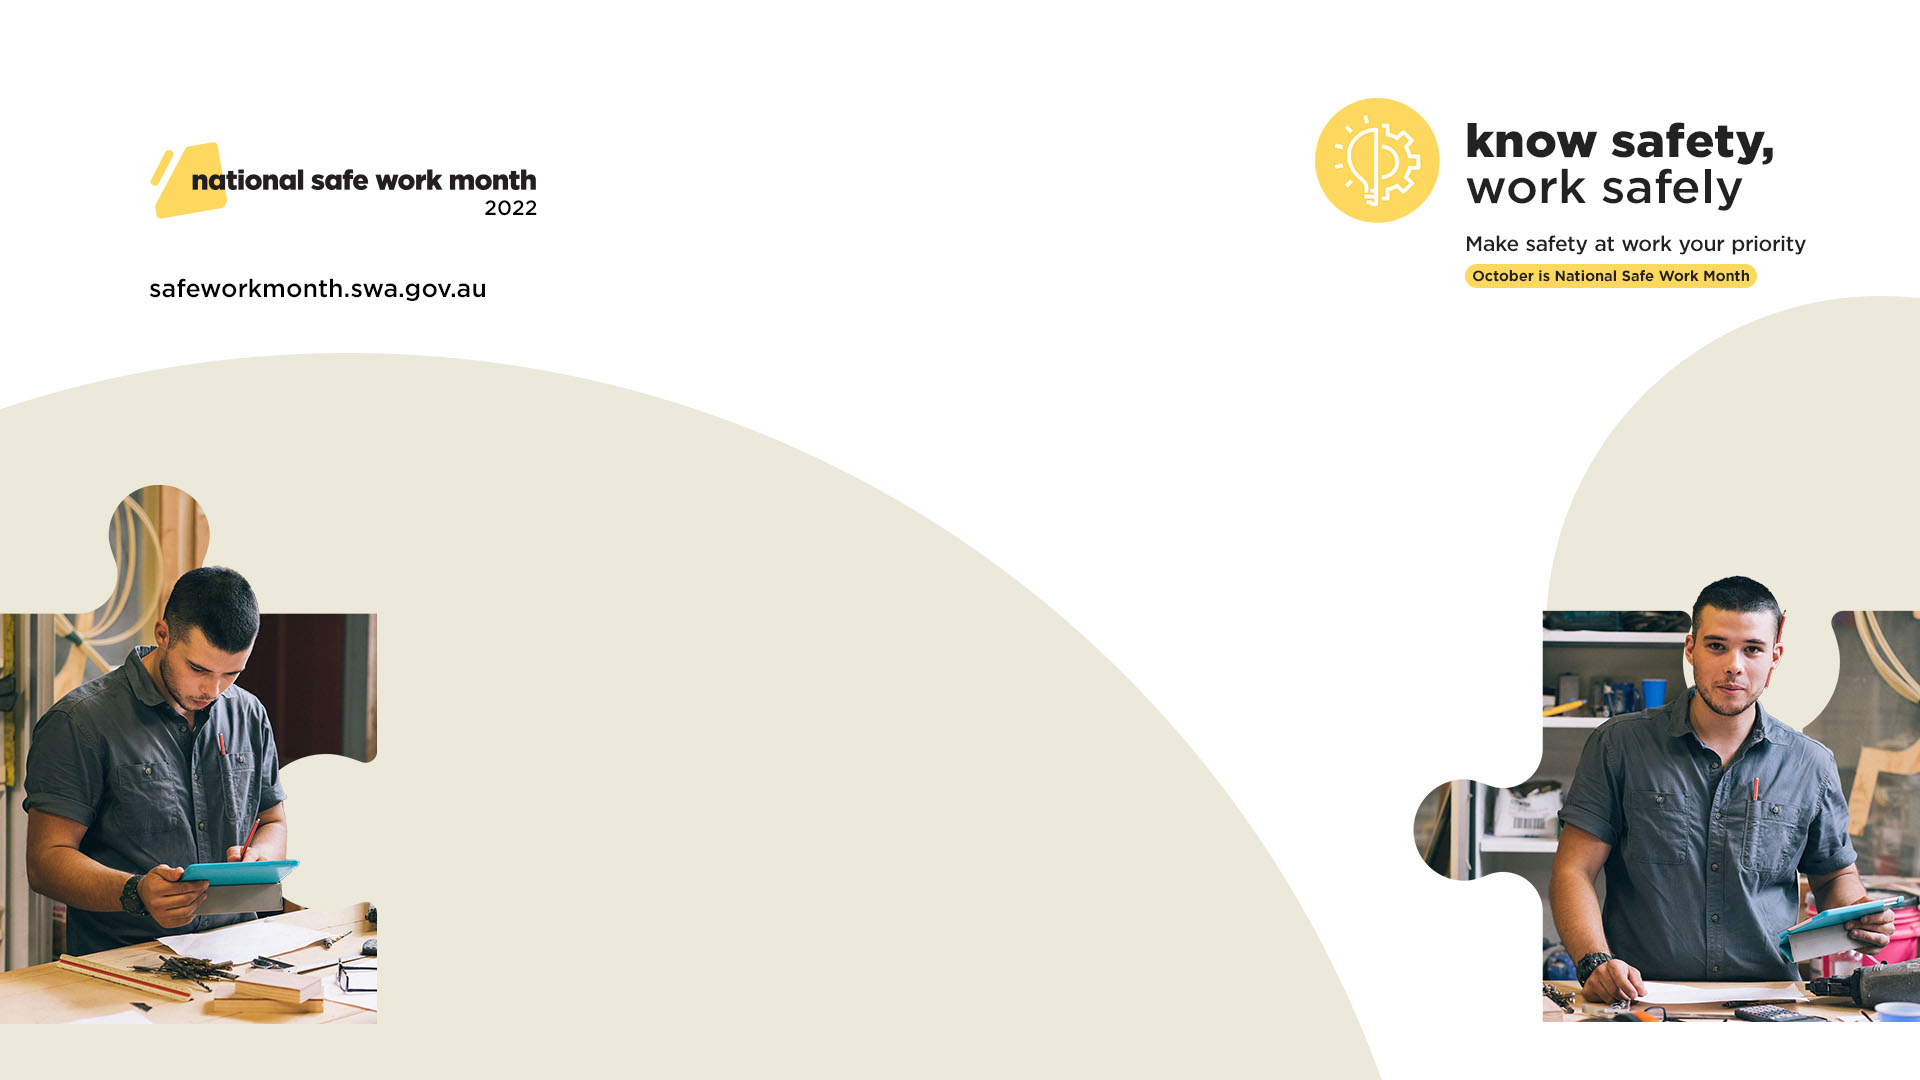 national safe work month
2022
safeworkmonth.swa.gov.au
know safety,
work safely
Make safety at work your priority
October is National Safe Work Month